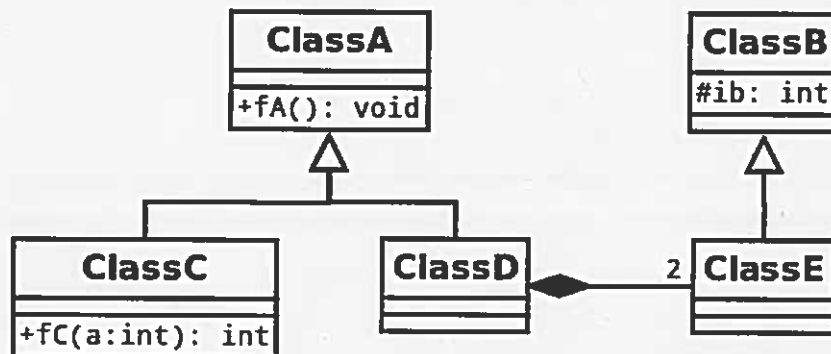 ClassA
+fA(): void
ClassB
#ib: int
ClassC
+fC(a:int): int
ClassD
2
ClassE